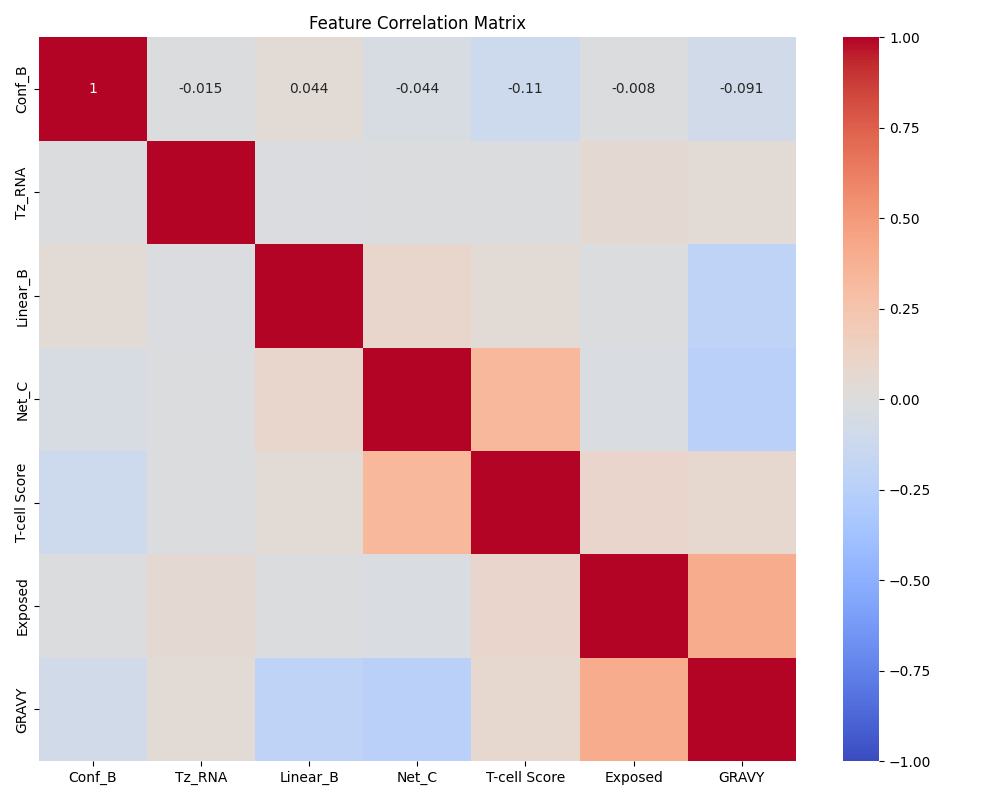 Feature Correlation Matrix
Conf_B 1 -0.015 0.044 -0.044 -0.11 -0.008 -0.091
Tz_RNA
Linear_B
Net_C
T-cell Score
Exposed
GRAVY
Conf_B Tz_RNA Linear_B Net_C T-cell Score Exposed GRAVY
1.00
0.75
0.50
0.25
0.00
−0.25
−0.50
−0.75
−1.00